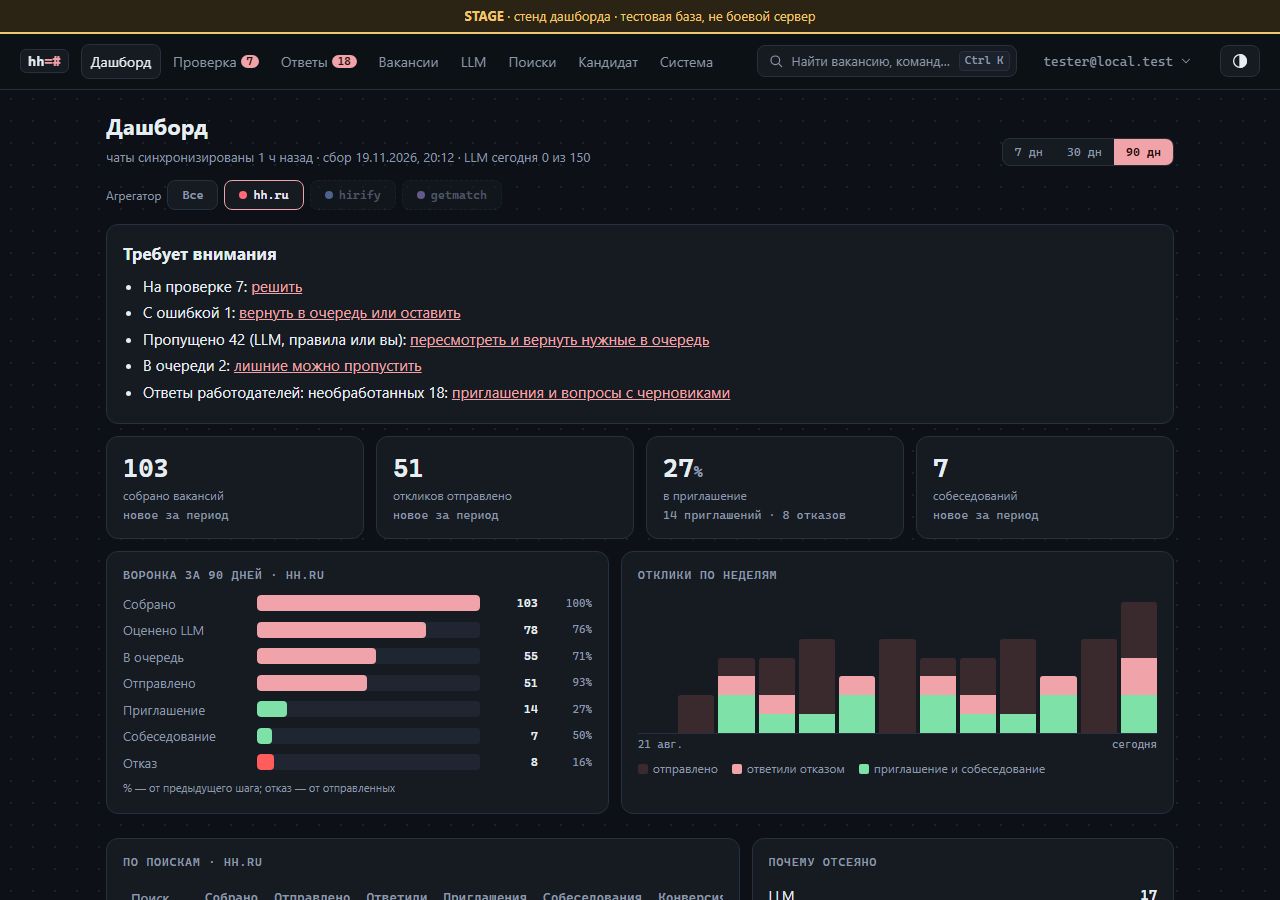 STAGE · стенд дашборда · тестовая база, не боевой сервер
hh=# Дашборд Проверка 7 Ответы 18 Вакансии LLM Поиски Кандидат Система Найти вакансию, команд... Ctrl K tester@local.test
Дашборд
чаты синхронизированы 1 ч назад · сбор 19.11.2026, 20:12 · LLM сегодня 0 из 150
7 дн 30 дн 90 дн
Агрегатор Все hh.ru hirify getmatch
Требует внимания
На проверке 7: решить
С ошибкой 1: вернуть в очередь или оставить
Пропущено 42 (LLM, правила или вы): пересмотреть и вернуть нужные в очередь
В очереди 2: лишние можно пропустить
Ответы работодателей: необработанных 18: приглашения и вопросы с черновиками
103
собрано вакансий
новое за период
51
откликов отправлено
новое за период
27%
в приглашение
14 приглашений · 8 отказов
7
собеседований
новое за период
ВОРОНКА ЗА 90 ДНЕЙ · HH.RU
Собрано 103 100%
Оценено LLM 78 76%
В очередь 55 71%
Отправлено 51 93%
Приглашение 14 27%
Собеседование 7 50%
Отказ 8 16%
% — от предыдущего шага; отказ — от отправленных
ОТКЛИКИ ПО НЕДЕЛЯМ
21 авг. сегодня
отправлено ответили отказом приглашение и собеседование
ПО ПОИСКАМ · HH.RU
Поиск Собрано Отправлено Ответили Приглашения Собеседования
ПОЧЕМУ ОТСЕЯНО
LLM 17